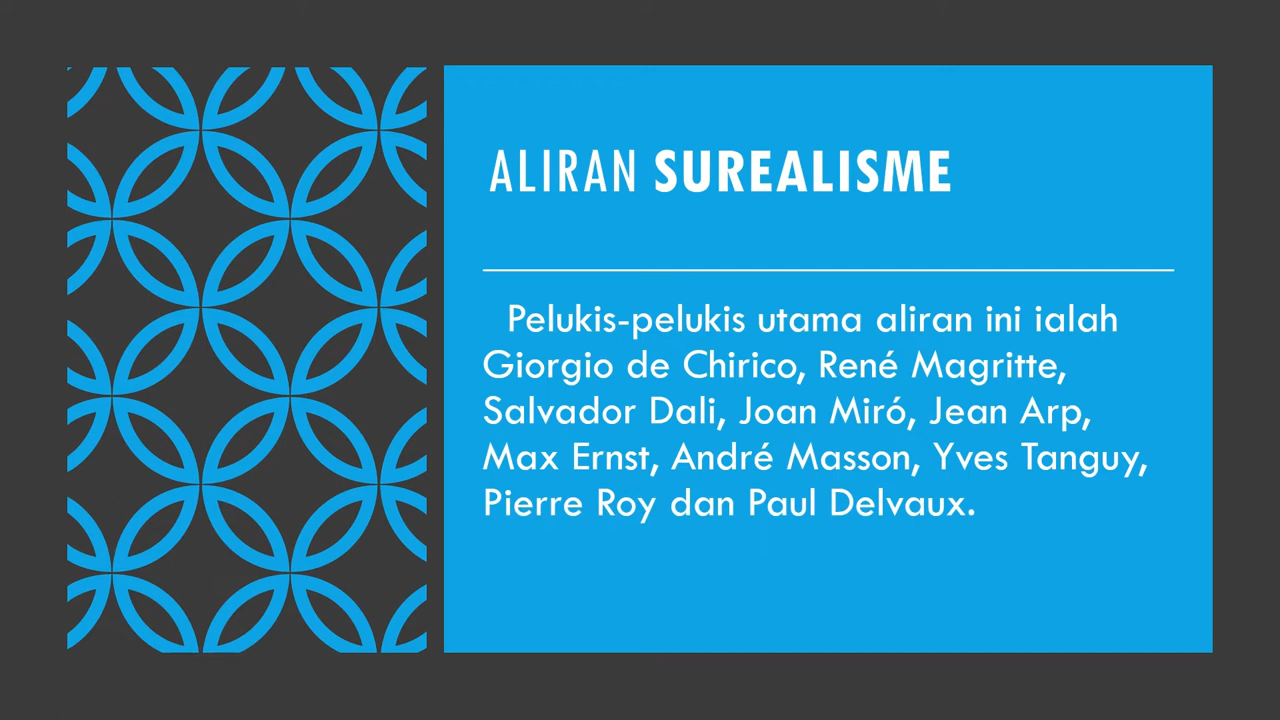 ALIRAN SUREALISME
Pelukis-pelukis utama aliran ini ialah
Giorgio de Chirico, René Magritte,
Salvador Dali, Joan Miró, Jean Arp,
Max Ernst, André Masson, Yves Tanguy,
Pierre Roy dan Paul Delvaux.